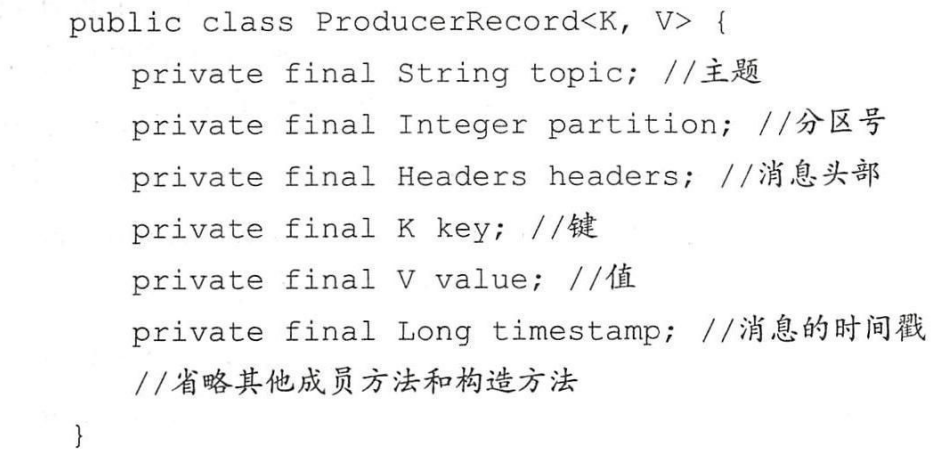 public class ProducerRecord<K, V> {
private final String topic; //主题
private final Integer partition; //分区号
private final Headers headers; //消息头部
private final K key; //键
private final V value; //值
private final Long timestamp; //消息的时间戳
//省略其他成员方法和构造方法
}